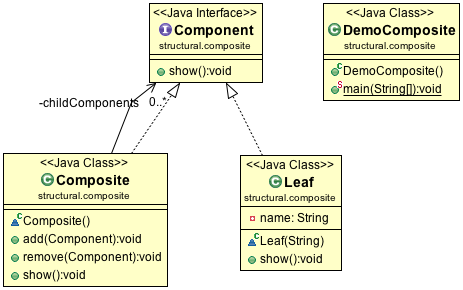 <<Java Interface>>
Component
structural.composite
show():void
<<Java Class>>
DemoComposite
structural.composite
DemoComposite()
main(String[]):void
-childComponents
0..*
<<Java Class>>
Composite
structural.composite
Composite()
add(Component):void
remove(Component):void
show():void
<<Java Class>>
Leaf
structural.composite
name: String
Leaf(String)
show():void